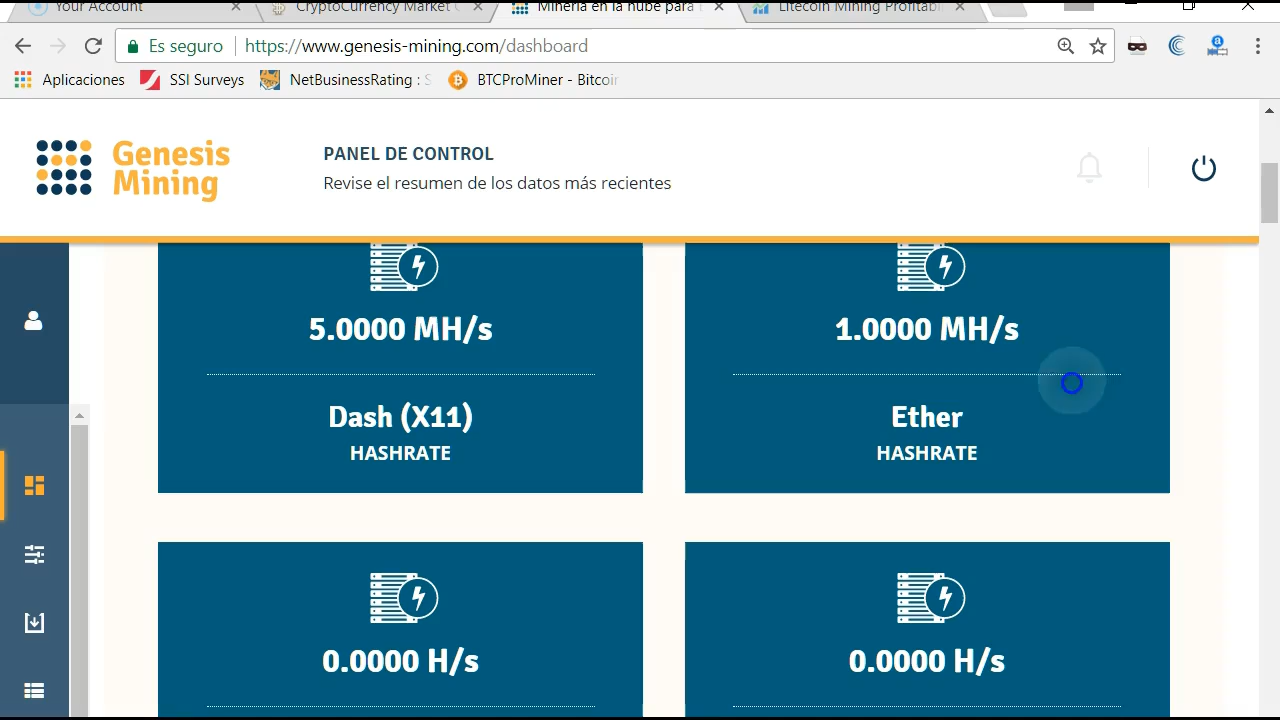 Your Account
CryptoCurrency Market C
Minería en la nube para t
Litecoin Mining Profitabi
Es seguro
https://www.genesis-mining.com/dashboard
Aplicaciones
SSI Surveys
NetBusinessRating : S
BTCProMiner - Bitcoin
Genesis
Mining
PANEL DE CONTROL
Revise el resumen de los datos más recientes
5.0000 MH/s
Dash (X11)
HASHRATE
1.0000 MH/s
Ether
HASHRATE
0.0000 H/s
0.0000 H/s